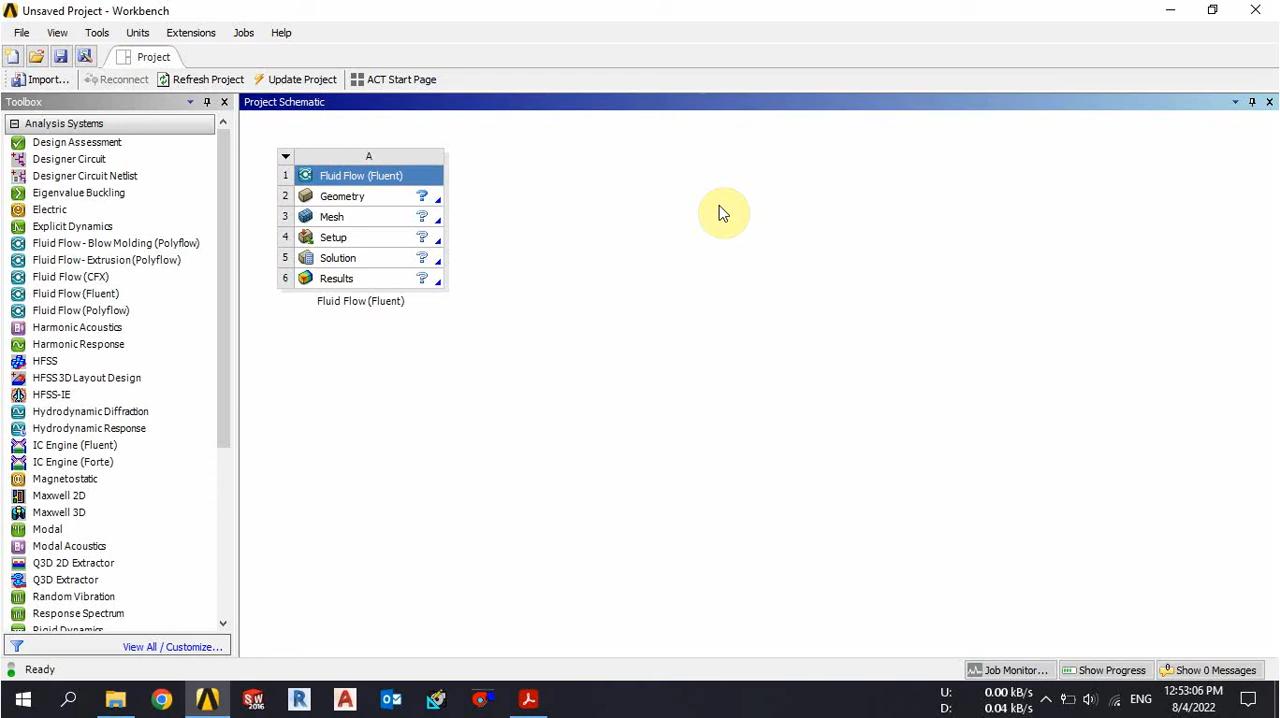 Unsaved Project - Workbench
File View Tools Units Extensions Jobs Help
Project
Import... Reconnect Refresh Project Update Project ACT Start Page
Toolbox
Project Schematic
Analysis Systems
Design Assessment
Designer Circuit
Designer Circuit Netlist
Eigenvalue Buckling
Electric
Explicit Dynamics
Fluid Flow - Blow Molding (Polyflow)
Fluid Flow - Extrusion (Polyflow)
Fluid Flow (CFX)
Fluid Flow (Fluent)
Fluid Flow (Polyflow)
Harmonic Acoustics
Harmonic Response
HFSS
HFSS 3D Layout Design
HFSS-IE
Hydrodynamic Diffraction
Hydrodynamic Response
IC Engine (Fluent)
IC Engine (Forte)
Magnetostatic
Maxwell 2D
Maxwell 3D
Modal
Modal Acoustics
Q3D 2D Extractor
Q3D Extractor
Random Vibration
Response Spectrum
Rigid Dynamics
View All / Customize...
A
1 Fluid Flow (Fluent)
2 Geometry ?
3 Mesh ?
4 Setup ?
5 Solution ?
6 Results ?
Fluid Flow (Fluent)
Ready
Job Monitor... Show Progress Show 0 Messages
SW
2016
R
A
U: 0.00 kB/s
D: 0.04 kB/s
ENG
12:53:06 PM
8/4/2022